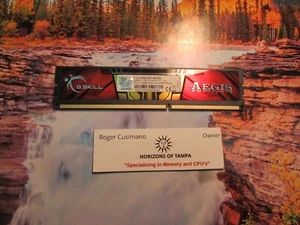 G.SKILL
AEGIS
Roger Cusimano
Owner
HORIZONS OF TAMPA
"Specializing in Memory and CPU's"